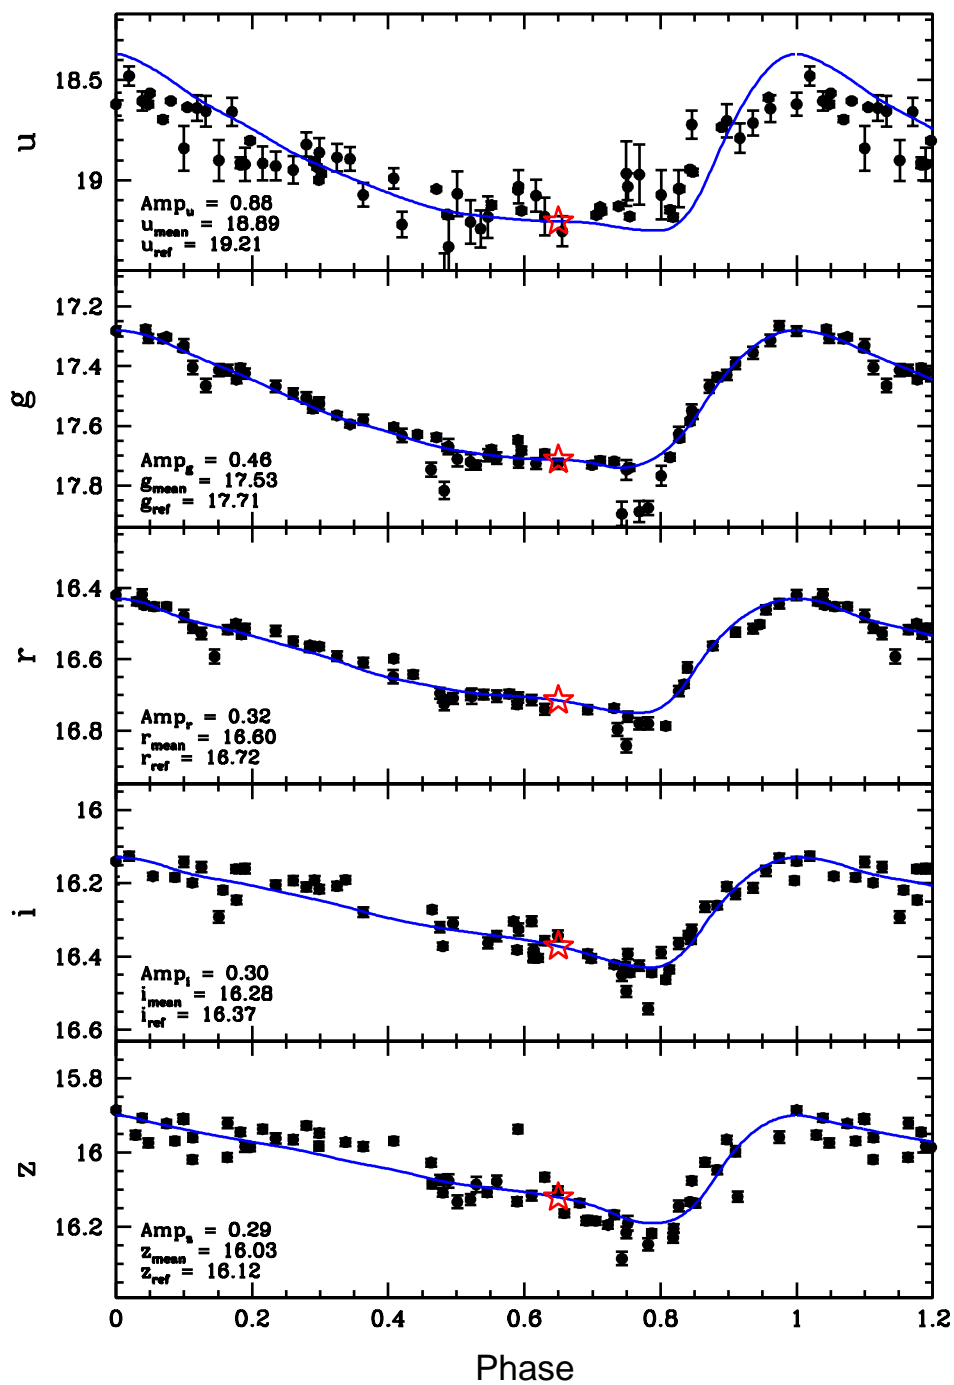 u
18.5
19
Amp_u = 0.88
u_mean = 18.89
u_ref = 19.21
g
17.2
17.4
17.6
17.8
Amp_g = 0.46
g_mean = 17.53
g_ref = 17.71
r
16.4
16.6
16.8
Amp_r = 0.32
r_mean = 16.60
r_ref = 16.72
i
16
16.2
16.4
16.6
Amp_i = 0.30
i_mean = 16.28
i_ref = 16.37
z
15.8
16
16.2
Amp_z = 0.29
z_mean = 16.03
z_ref = 16.12
0 0.2 0.4 0.6 0.8 1 1.2
Phase